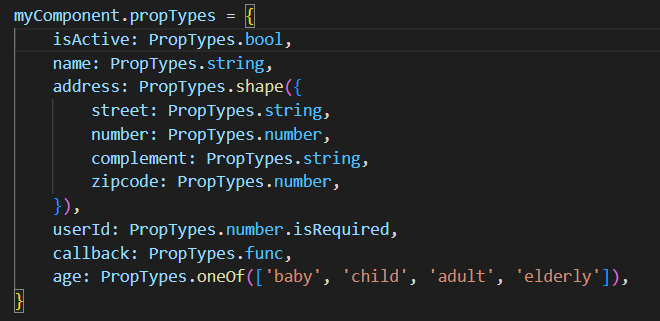 myComponent.propTypes = {
    isActive: PropTypes.bool,
    name: PropTypes.string,
    address: PropTypes.shape({
        street: PropTypes.string,
        number: PropTypes.number,
        complement: PropTypes.string,
        zipcode: PropTypes.number,
    }),
    userId: PropTypes.number.isRequired,
    callback: PropTypes.func,
    age: PropTypes.oneOf(['baby', 'child', 'adult', 'elderly']),
}